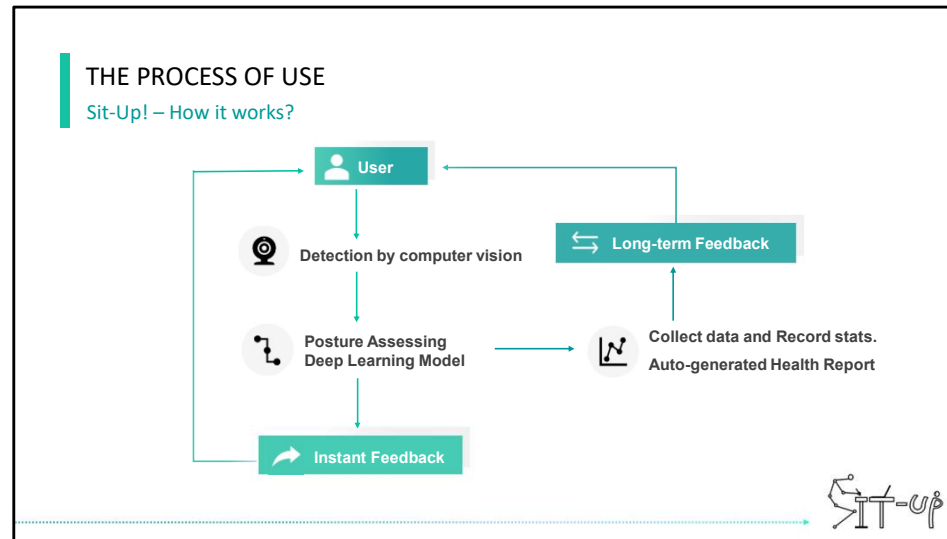 THE PROCESS OF USE
Sit-Up! – How it works?
User
Detection by computer vision
Long-term Feedback
Posture Assessing
Deep Learning Model
Collect data and Record stats.
Auto-generated Health Report
Instant Feedback
SIT-up